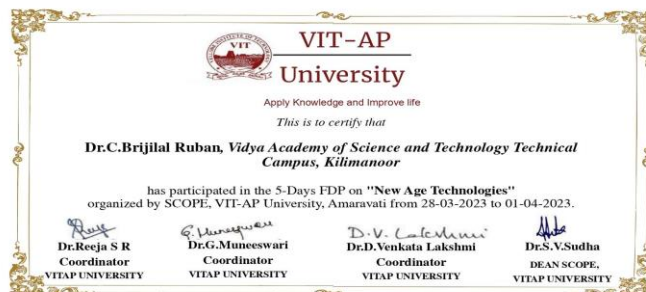 VIT-AP
VIT
University
Apply Knowledge and Improve life
This is to certify that
Dr.C.Brijilal Ruban, Vidya Academy of Science and Technology Technical
Campus, Kilimanoor
has participated in the 5-Days FDP on "New Age Technologies"
organized by SCOPE, VIT-AP University, Amaravati from 28-03-2023 to 01-04-2023.
G. Muneeswari
D.V. Lakshmi
Dr.Reeja S R
Dr.G.Muneeswari
Dr.D.Venkata Lakshmi
Dr.S.V.Sudha
Coordinator
Coordinator
Coordinator
DEAN SCOPE,
VITAP UNIVERSITY
VITAP UNIVERSITY
VITAP UNIVERSITY
VITAP UNIVERSITY